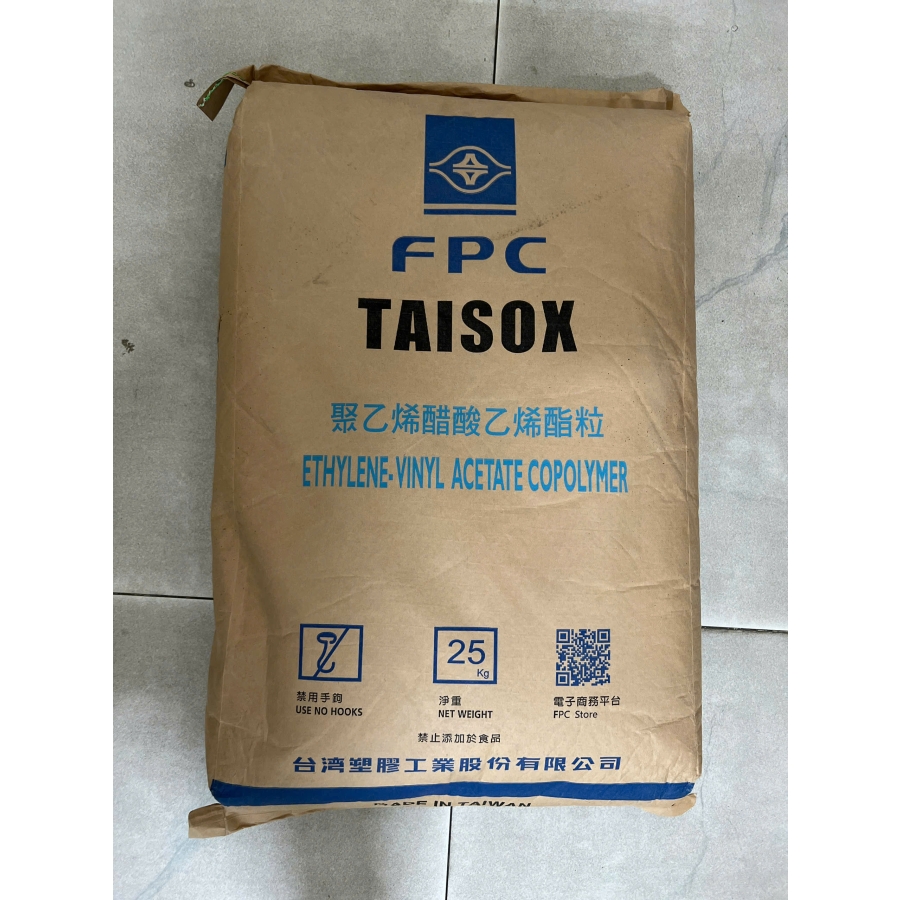 FPC
TAISOX
聚乙烯醋酸乙烯酯粒
ETHYLENE-VINYL ACETATE COPOLYMER
25
Kg
禁用手鉤
USE NO HOOKS
淨重
NET WEIGHT
電子商務平台
FPC Store
禁止添加於食品
台湾塑膠工業股份有限公司
MADE IN TAIWAN